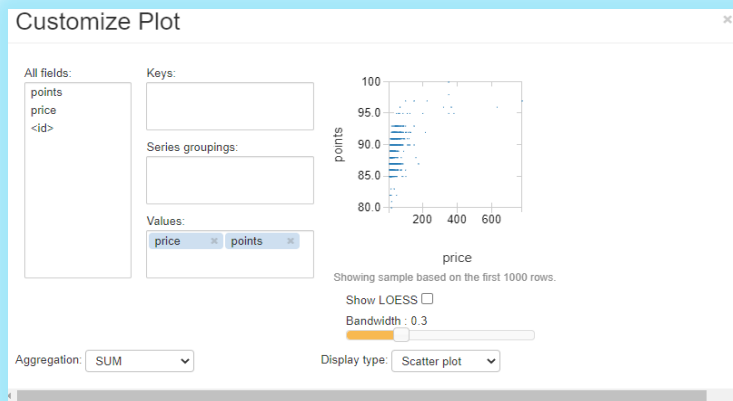 Customize Plot
×
All fields:
points
price
<id>
Keys:
Series groupings:
Values:
price ×
points ×
100
95.0
90.0
85.0
80.0
points
200 400 600
price
Showing sample based on the first 1000 rows.
Show LOESS
Bandwidth : 0.3
Aggregation: SUM
Display type: Scatter plot